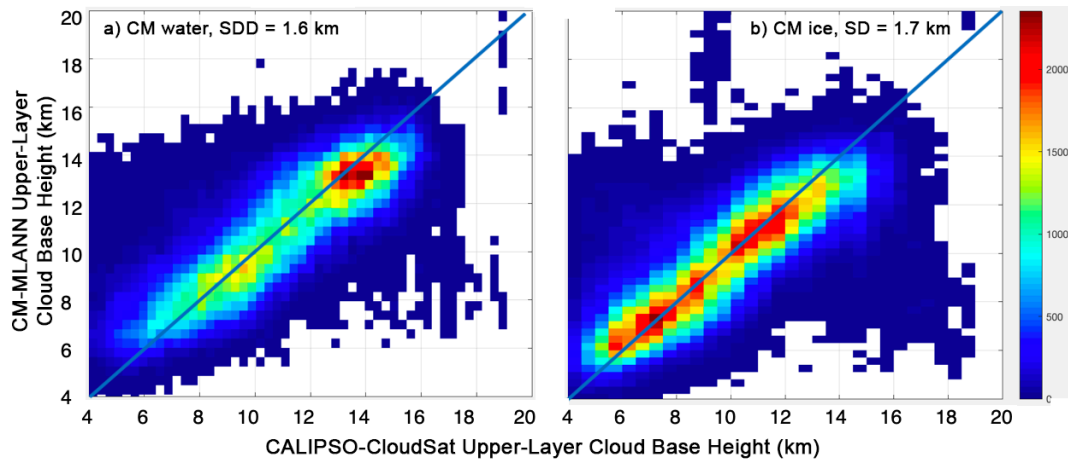 a) CM water, SDD = 1.6 km
b) CM ice, SD = 1.7 km
CM-MLANN Upper-Layer
Cloud Base Height (km)
20
18
16
14
12
10
8
6
4
4 6 8 10 12 14 16 18 20
4 6 8 10 12 14 16 18 20
2000
1500
1000
500
0
CALIPSO-CloudSat Upper-Layer Cloud Base Height (km)